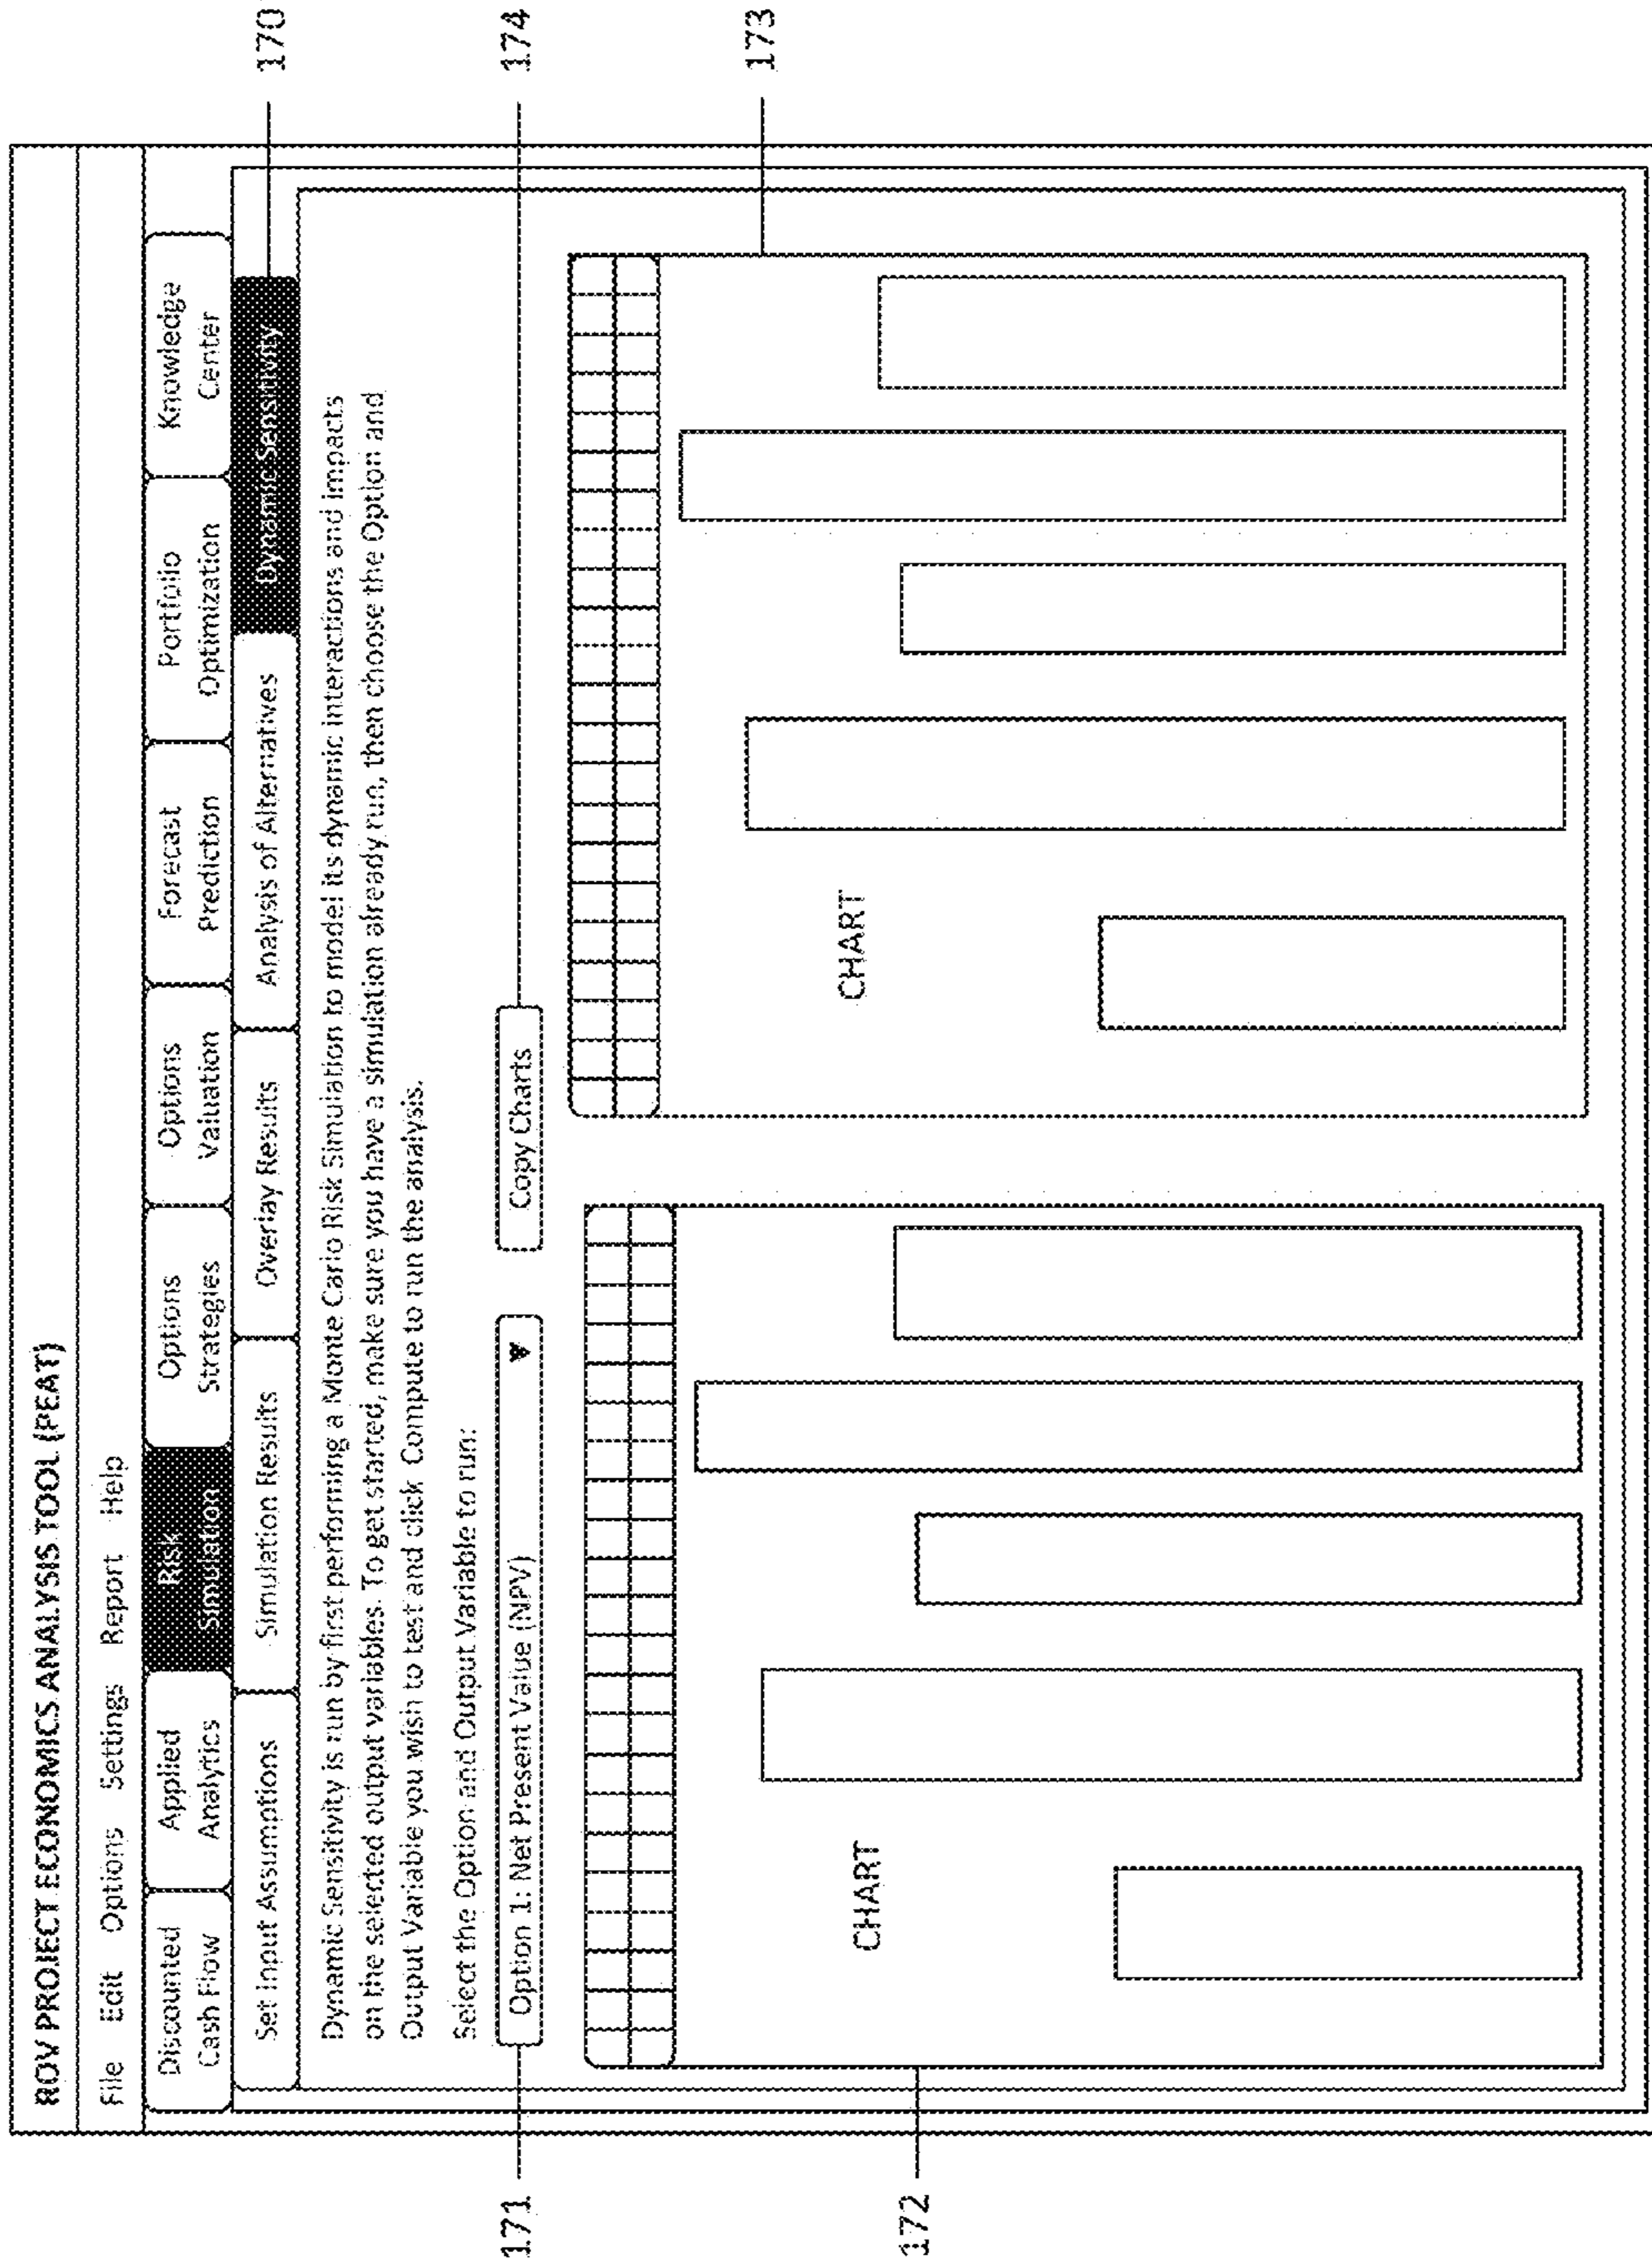 ROV PROJECT ECONOMICS ANALYSIS TOOL (PEAT)
File Edit Options Settings Report Help
Discounted Cash Flow
Applied Analytics
Risk Simulation
Options Strategies
Options Valuation
Forecast Prediction
Portfolio Optimization
Knowledge Center
Set Input Assumptions
Simulation Results
Overlay Results
Analysis of Alternatives
Dynamic Sensitivity
170
Dynamic Sensitivity is run by first performing a Monte Carlo Risk Simulation to model its dynamic interactions and impacts
on the selected output variables. To get started, make sure you have a simulation already run, then choose the Option and
Output Variable you wish to test and click Compute to run the analysis.
Select the Option and Output Variable to run:
171
Option 1: Net Present Value (NPV) ▼
Copy Charts
174
CHART
172
CHART
173